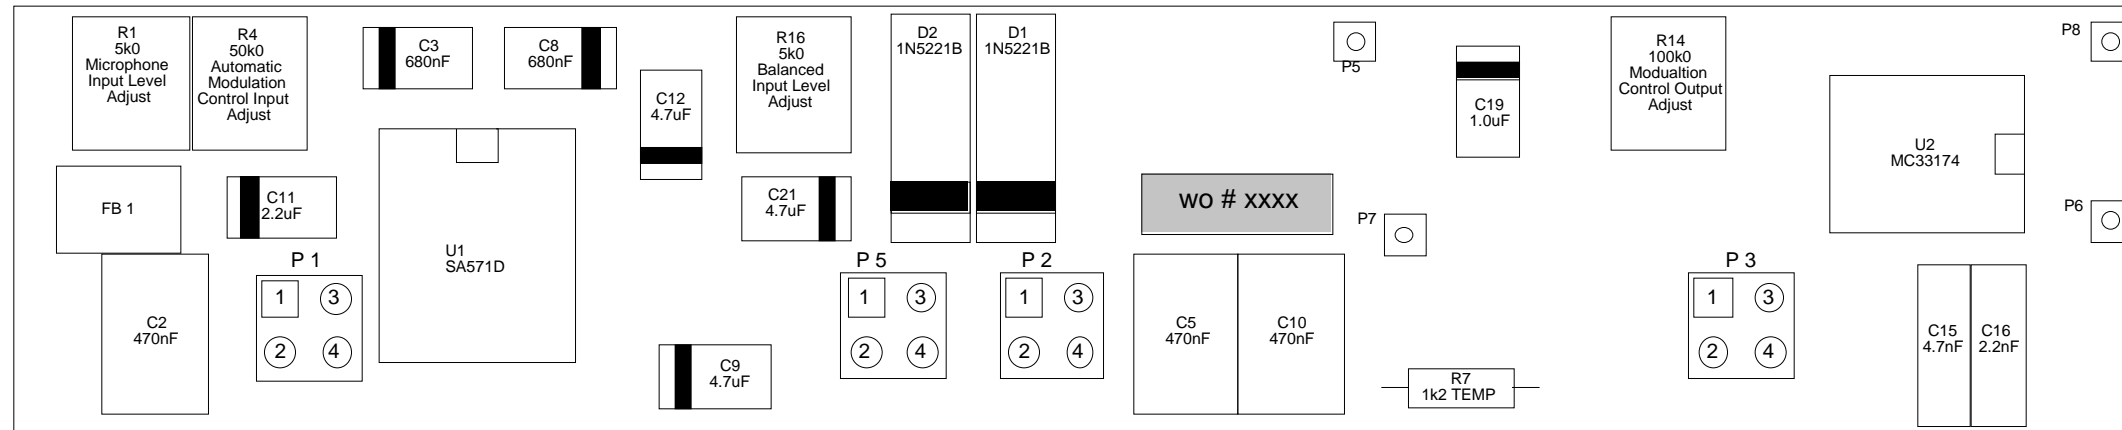 R1
5k0
Microphone
Input Level
Adjust
R4
50k0
Automatic
Modulation
Control Input
Adjust
C3
680nF
C8
680nF
C12
4.7uF
R16
5k0
Balanced
Input Level
Adjust
D2
1N5221B
D1
1N5221B
P5
C19
1.0uF
R14
100k0
Modualtion
Control Output
Adjust
P8
U2
MC33174
FB 1
C11
2.2uF
U1
SA571D
C21
4.7uF
wo # xxxx
P7
P6
C2
470nF
P 1
1 3
2 4
C9
4.7uF
P 5
1 3
2 4
P 2
1 3
2 4
C5
470nF
C10
470nF
R7
1k2 TEMP
P 3
1 3
2 4
C15
4.7nF
C16
2.2nF